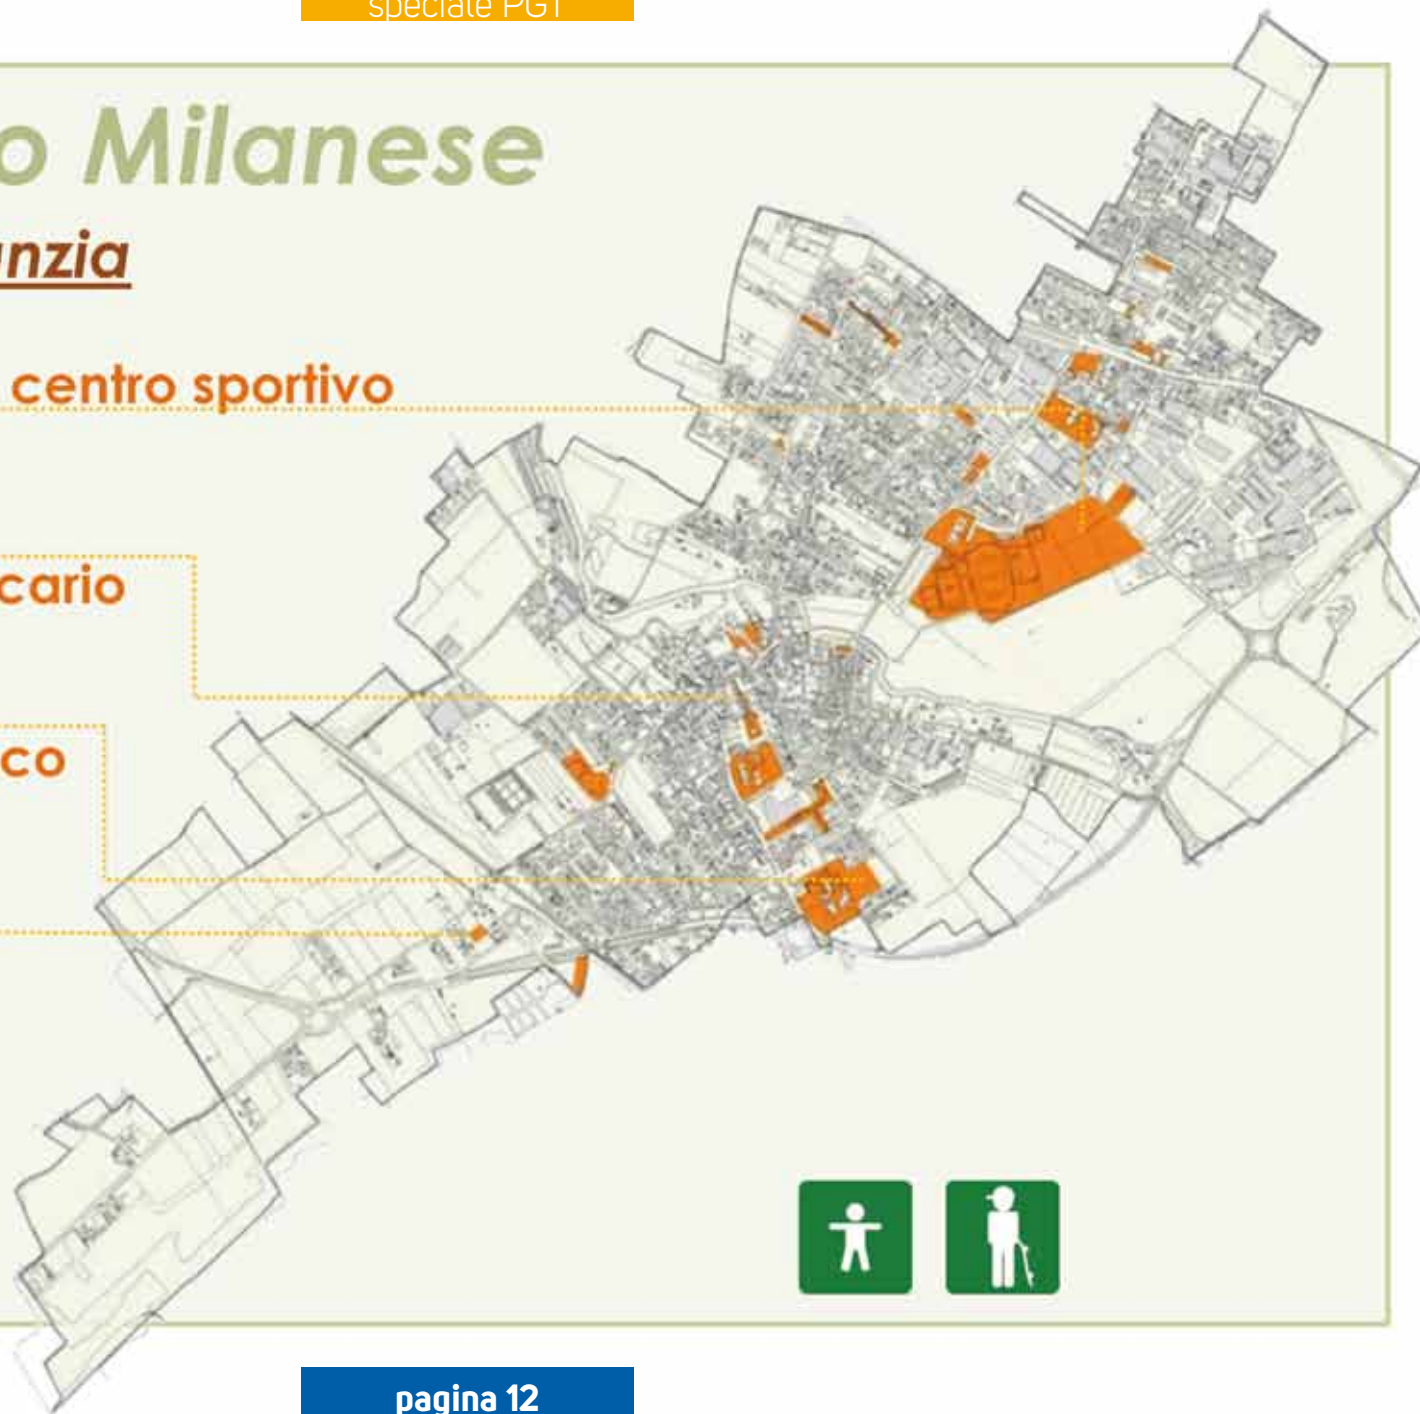 speciale PGT
o Milanese
nzia
centro sportivo
cario
co
pagina 12